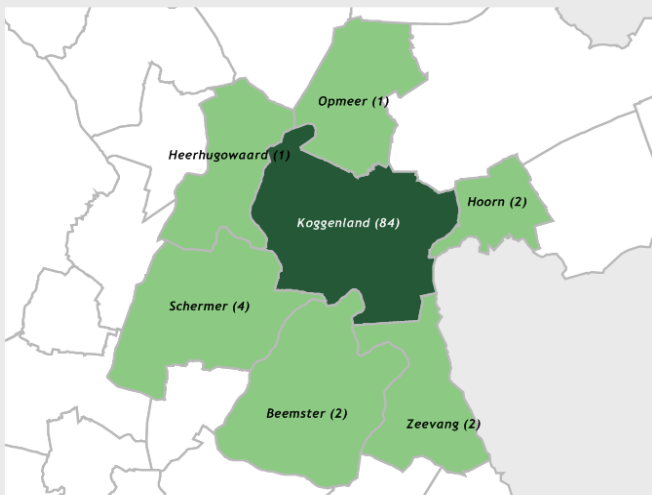 Opmeer (1)
Heerhugowaard (1)
Hoorn (2)
Koggenland (84)
Schermer (4)
Beemster (2)
Zeevang (2)